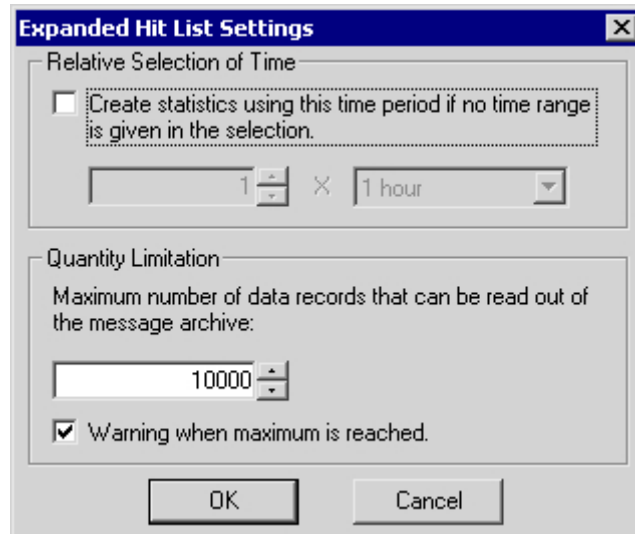 Expanded Hit List Settings
Relative Selection of Time
Create statistics using this time period if no time range
is given in the selection.
1 X 1 hour
Quantity Limitation
Maximum number of data records that can be read out of
the message archive:
10000
Warning when maximum is reached.
OK Cancel